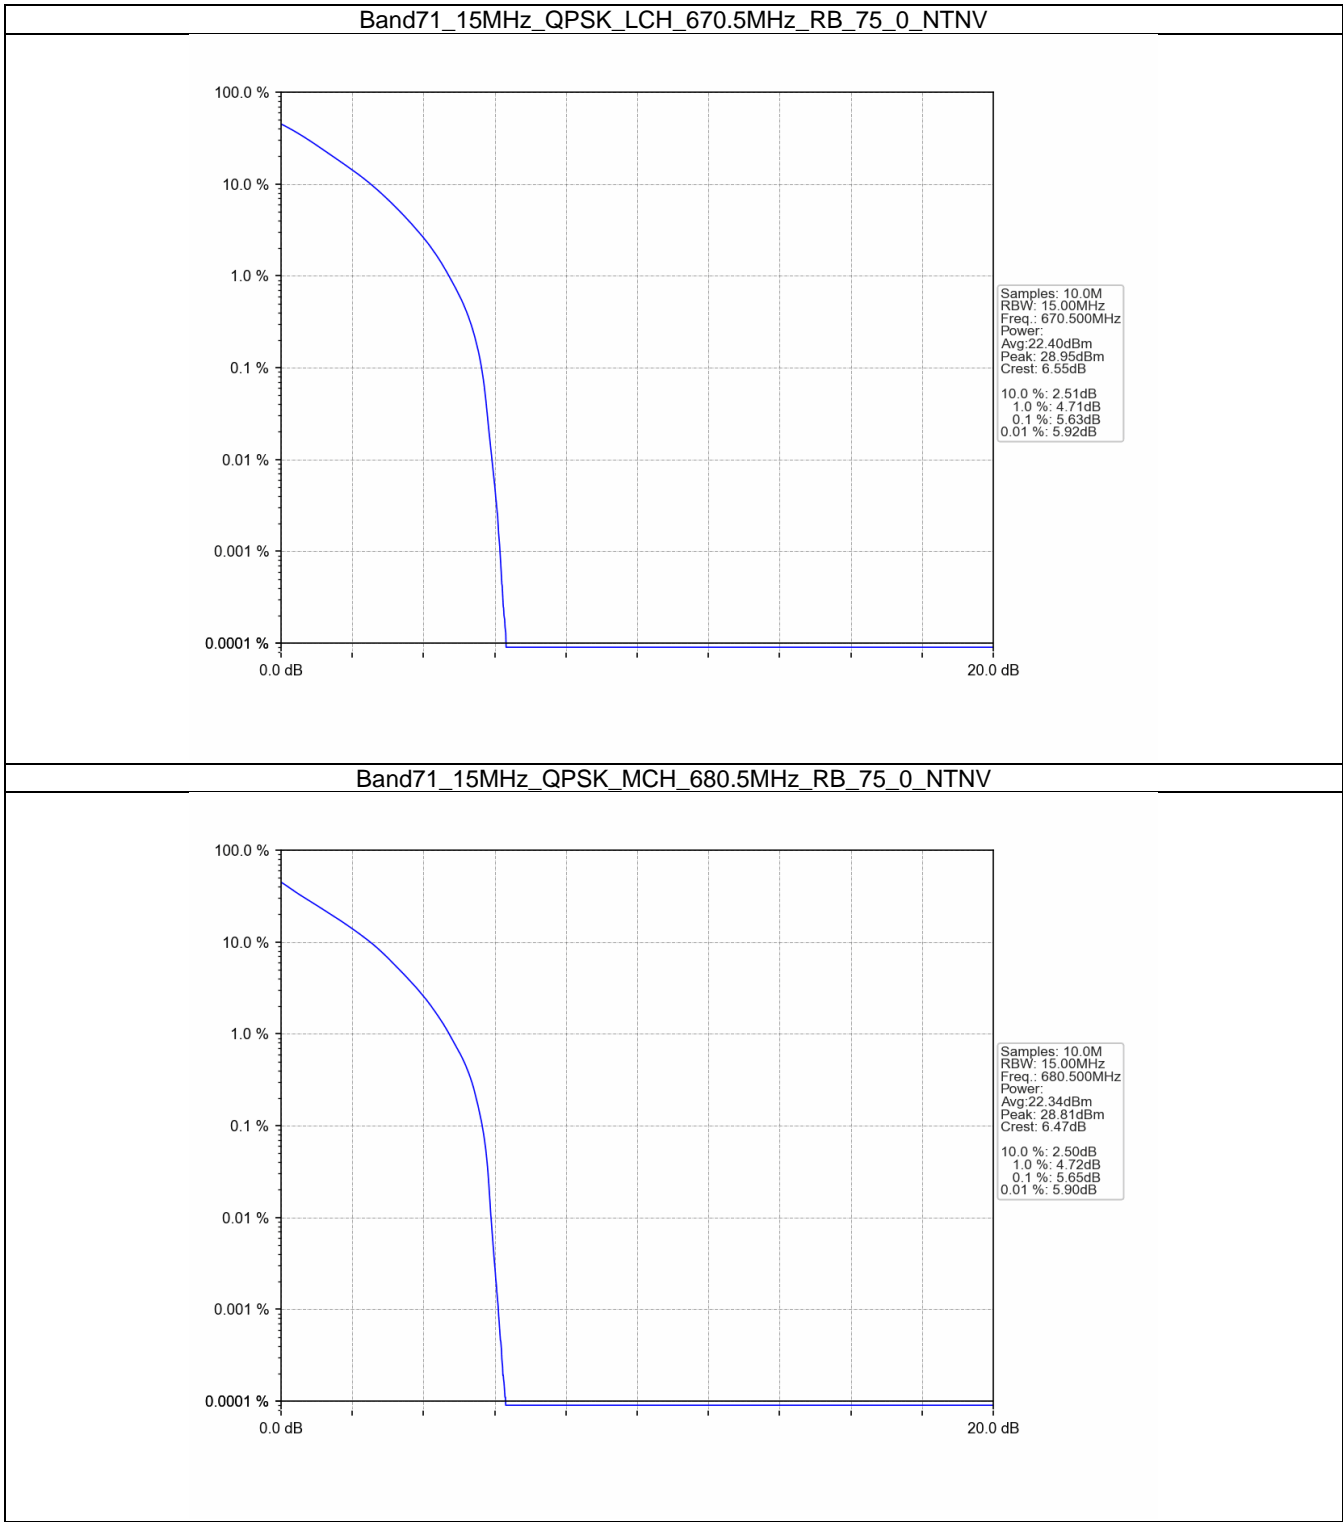 Band71_15MHz_QPSK_LCH_670.5MHz_RB_75_0_NTNV
100.0 %
10.0 %
1.0 %
0.1 %
0.01 %
0.001 %
0.0001 %
0.0 dB
20.0 dB
Samples: 10.0M
RBW: 15.00MHz
Freq.: 670.500MHz
Power:
Avg:22.40dBm
Peak: 28.95dBm
Crest: 6.55dB
10.0 %: 2.51dB
1.0 %: 4.71dB
0.1 %: 5.63dB
0.01 %: 5.92dB
Band71_15MHz_QPSK_MCH_680.5MHz_RB_75_0_NTNV
100.0 %
10.0 %
1.0 %
0.1 %
0.01 %
0.001 %
0.0001 %
0.0 dB
20.0 dB
Samples: 10.0M
RBW: 15.00MHz
Freq.: 680.500MHz
Power:
Avg:22.34dBm
Peak: 28.81dBm
Crest: 6.47dB
10.0 %: 2.50dB
1.0 %: 4.72dB
0.1 %: 5.65dB
0.01 %: 5.90dB